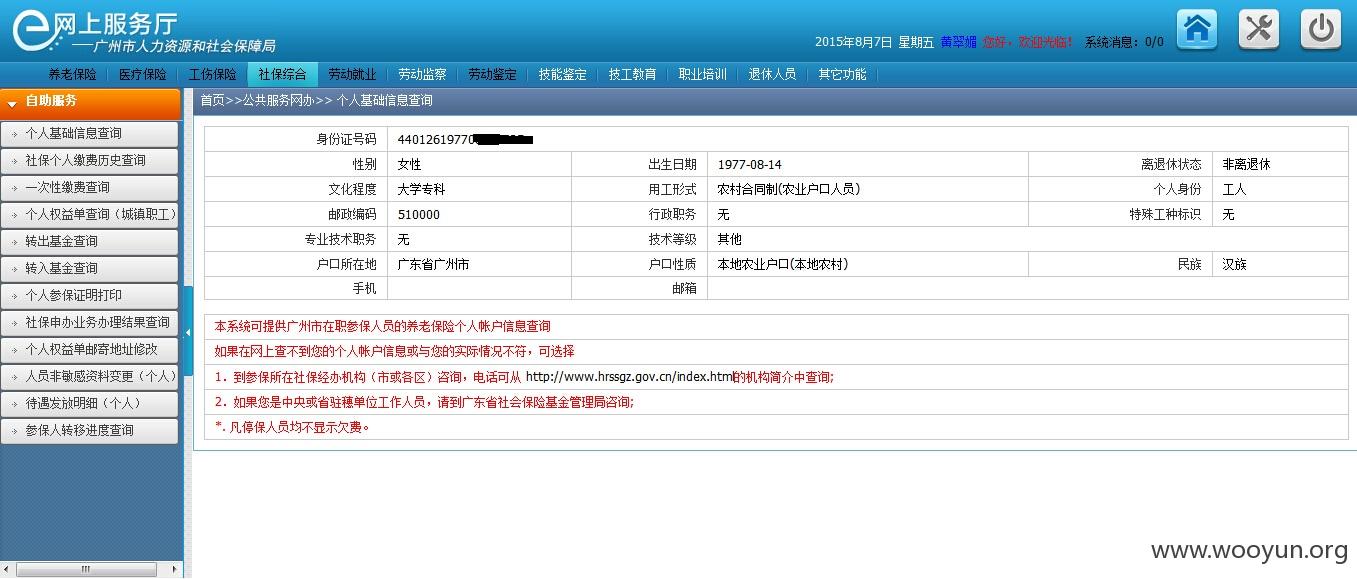 e网上服务厅
——广州市人力资源和社会保障局
2015年8月7日 星期五 黄翠媚 您好，欢迎光临！ 系统消息：0/0
养老保险 医疗保险 工伤保险 社保综合 劳动就业 劳动监察 劳动鉴定 技能鉴定 技工教育 职业培训 退休人员 其它功能
自助服务
首页>>公共服务网办>> 个人基础信息查询
个人基础信息查询
社保个人缴费历史查询
一次性缴费查询
个人权益单查询（城镇职工）
转出基金查询
转入基金查询
个人参保证明打印
社保申办业务办理结果查询
个人权益单邮寄地址修改
人员非敏感资料变更（个人）
待遇发放明细（个人）
参保人转移进度查询
身份证号码 44012619770
性别 女性 出生日期 1977-08-14 离退休状态 非离退休
文化程度 大学专科 用工形式 农村合同制(农业户口人员) 个人身份 工人
邮政编码 510000 行政职务 无 特殊工种标识 无
专业技术职务 无 技术等级 其他
户口所在地 广东省广州市 户口性质 本地农业户口(本地农村) 民族 汉族
手机 邮箱
本系统可提供广州市在职参保人员的养老保险个人帐户信息查询
如果在网上查不到您的个人帐户信息或与您的实际情况不符，可选择
1．到参保所在社保经办机构（市或各区）咨询，电话可从 http://www.hrssgz.gov.cn/index.html的机构简介中查询;
2．如果您是中央或省驻穗单位工作人员，请到广东省社会保险基金管理局咨询;
*．凡停保人员均不显示欠费。
www.wooyun.org